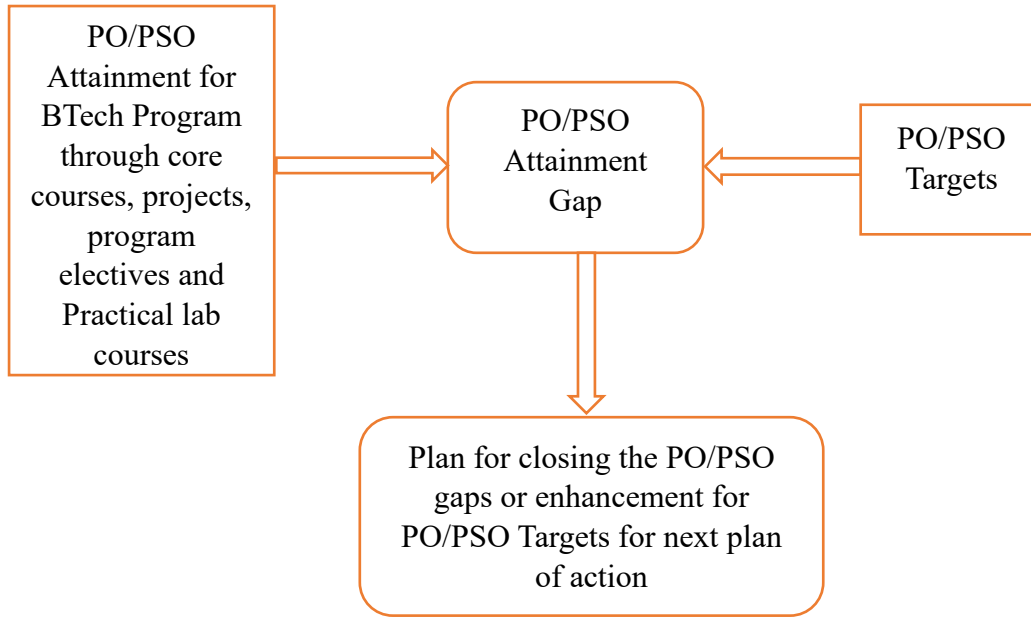 PO/PSO
Attainment for
BTech Program
through core
courses, projects,
program
electives and
Practical lab
courses
PO/PSO
Attainment
Gap
PO/PSO
Targets
Plan for closing the PO/PSO
gaps or enhancement for
PO/PSO Targets for next plan
of action